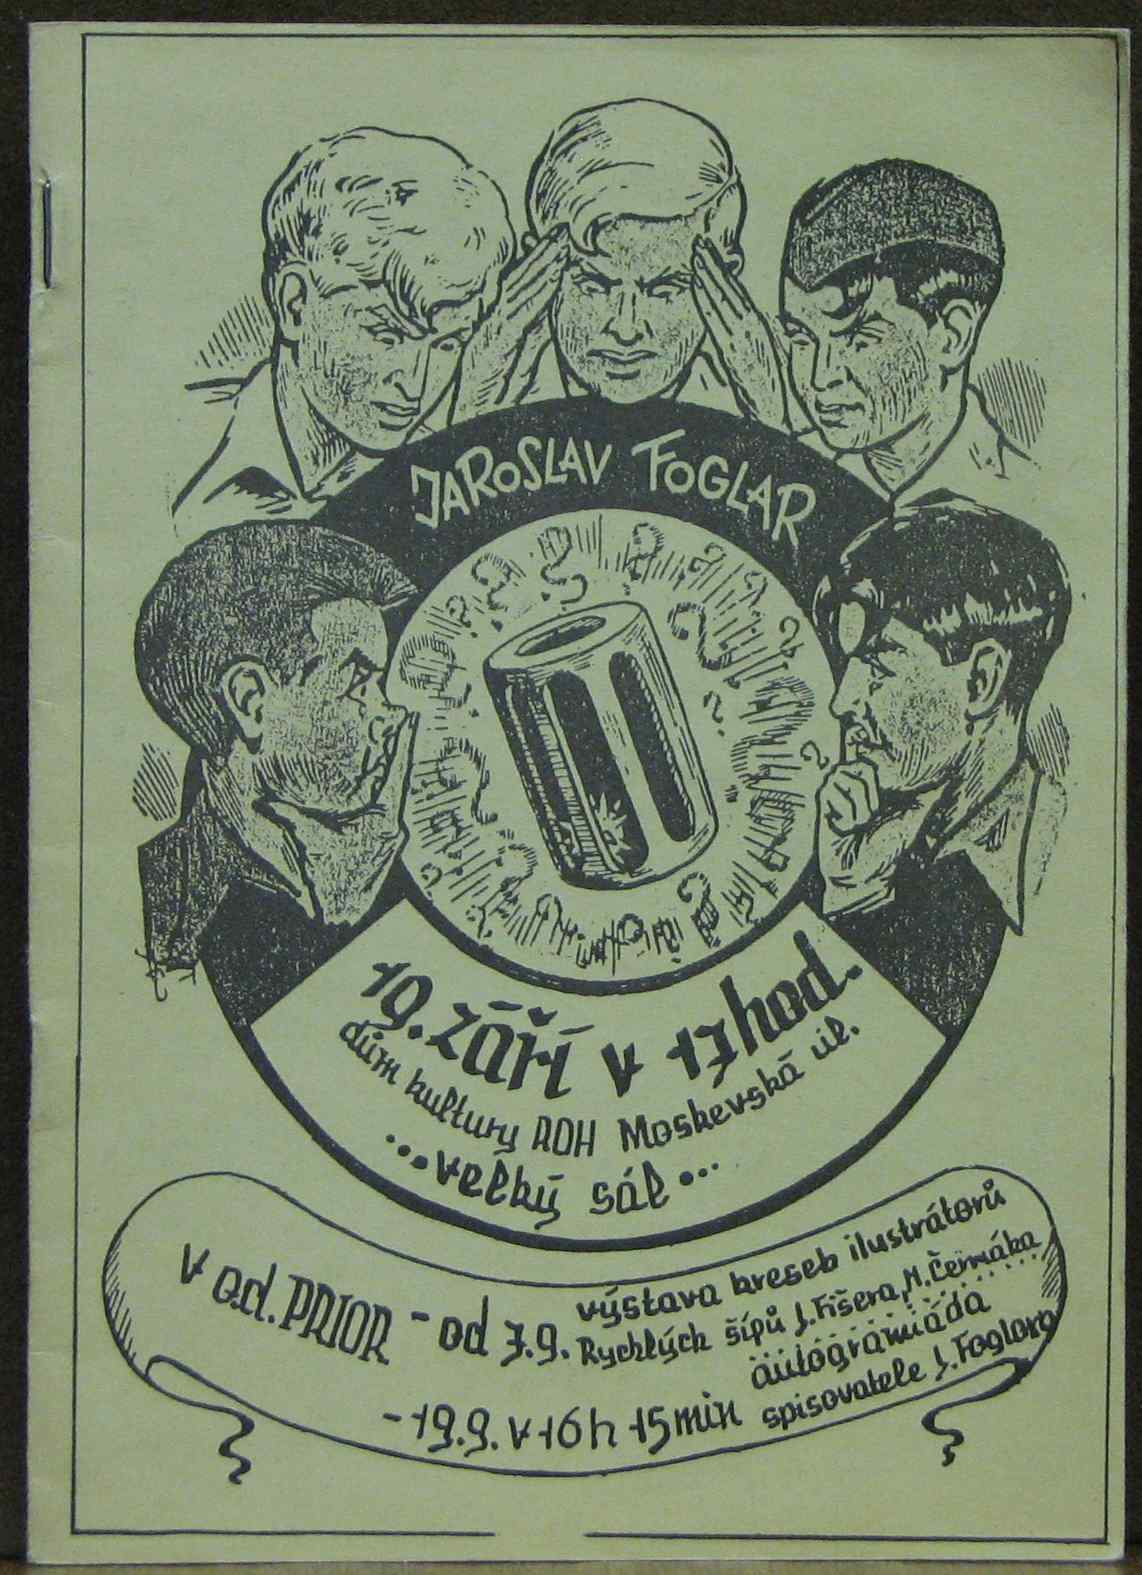 JAROSLAV FOGLAR
19. září v 17 hod.
dům kultury ROH Moskevská ul.
...velký sál...
v o.d. PRIOR - od 7.9. výstava kreseb ilustrátorů
Rychlých šípů J. Fišera, M. Čermáka
- 19.9. v 16 h 15 min autogramiáda
spisovatele J. Foglara